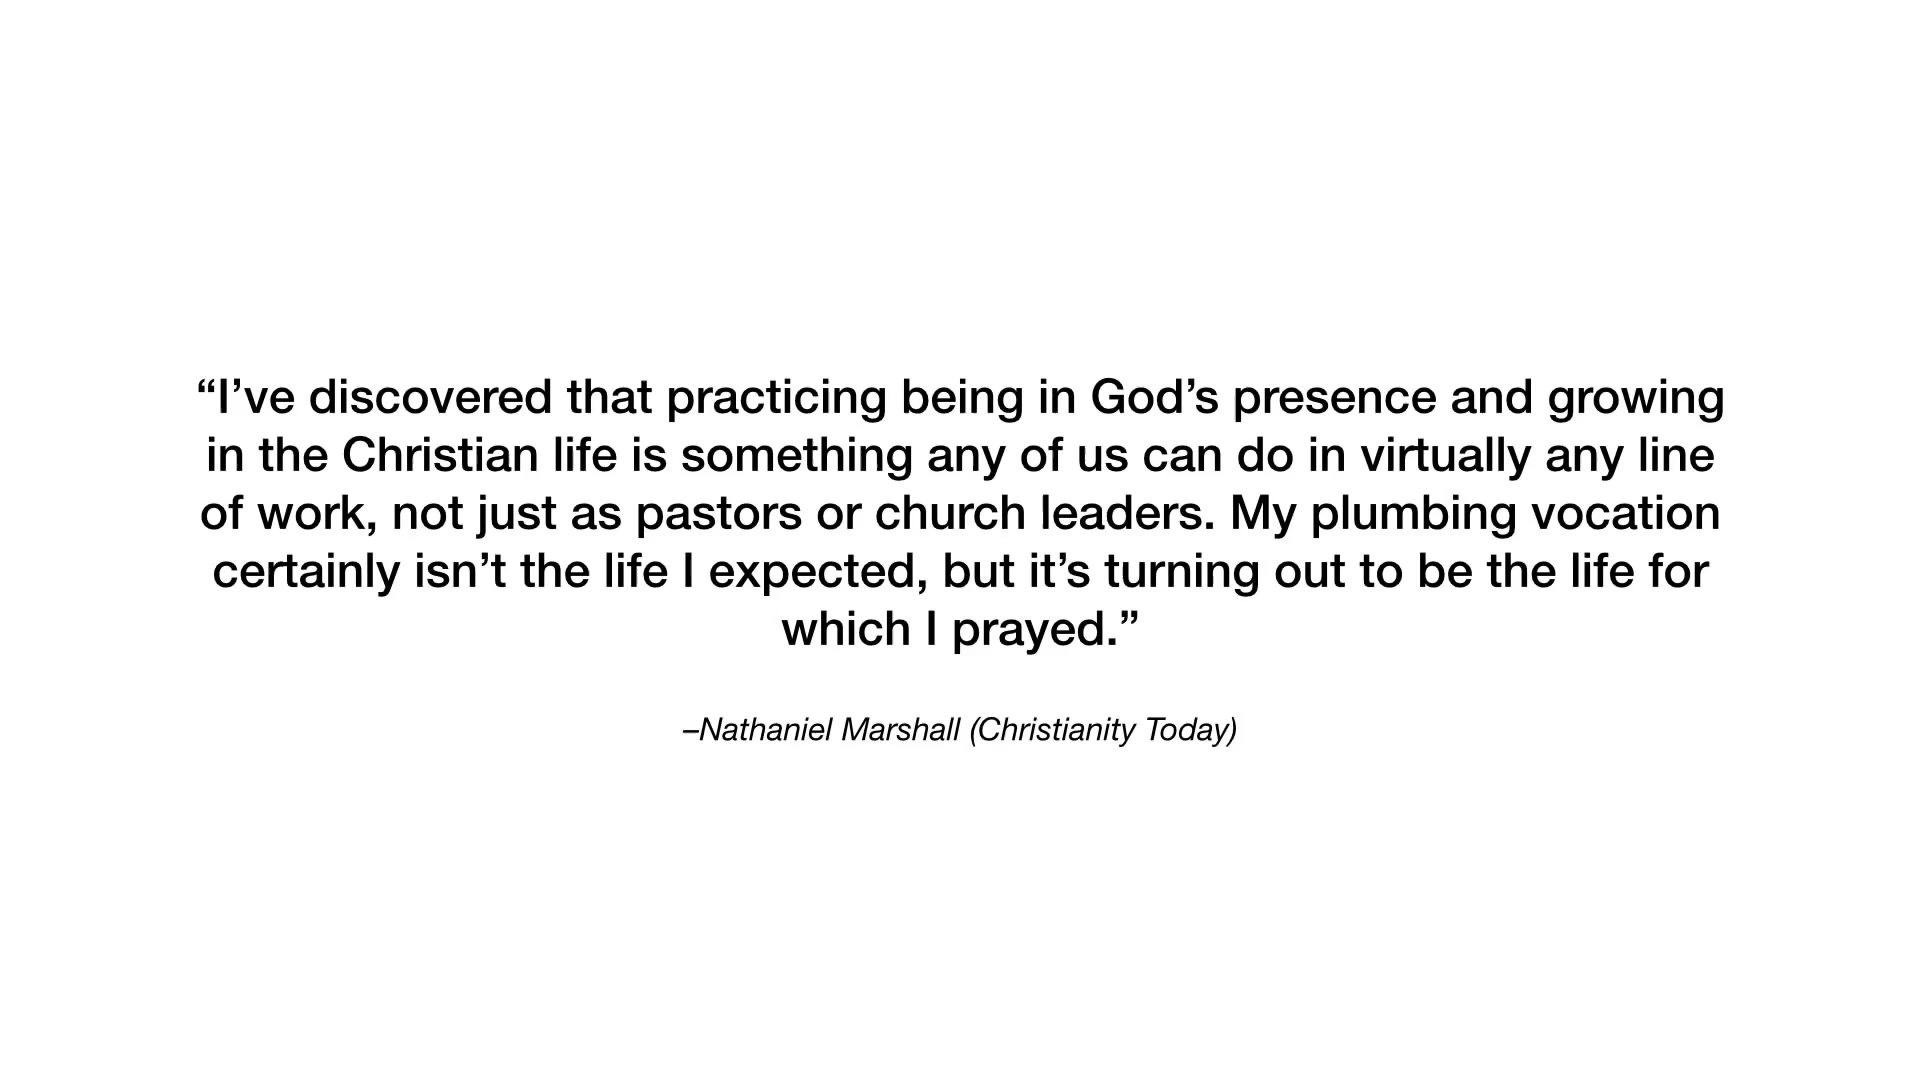 “I’ve discovered that practicing being in God’s presence and growing
in the Christian life is something any of us can do in virtually any line
of work, not just as pastors or church leaders. My plumbing vocation
certainly isn’t the life I expected, but it’s turning out to be the life for
which I prayed.”
–Nathaniel Marshall (Christianity Today)